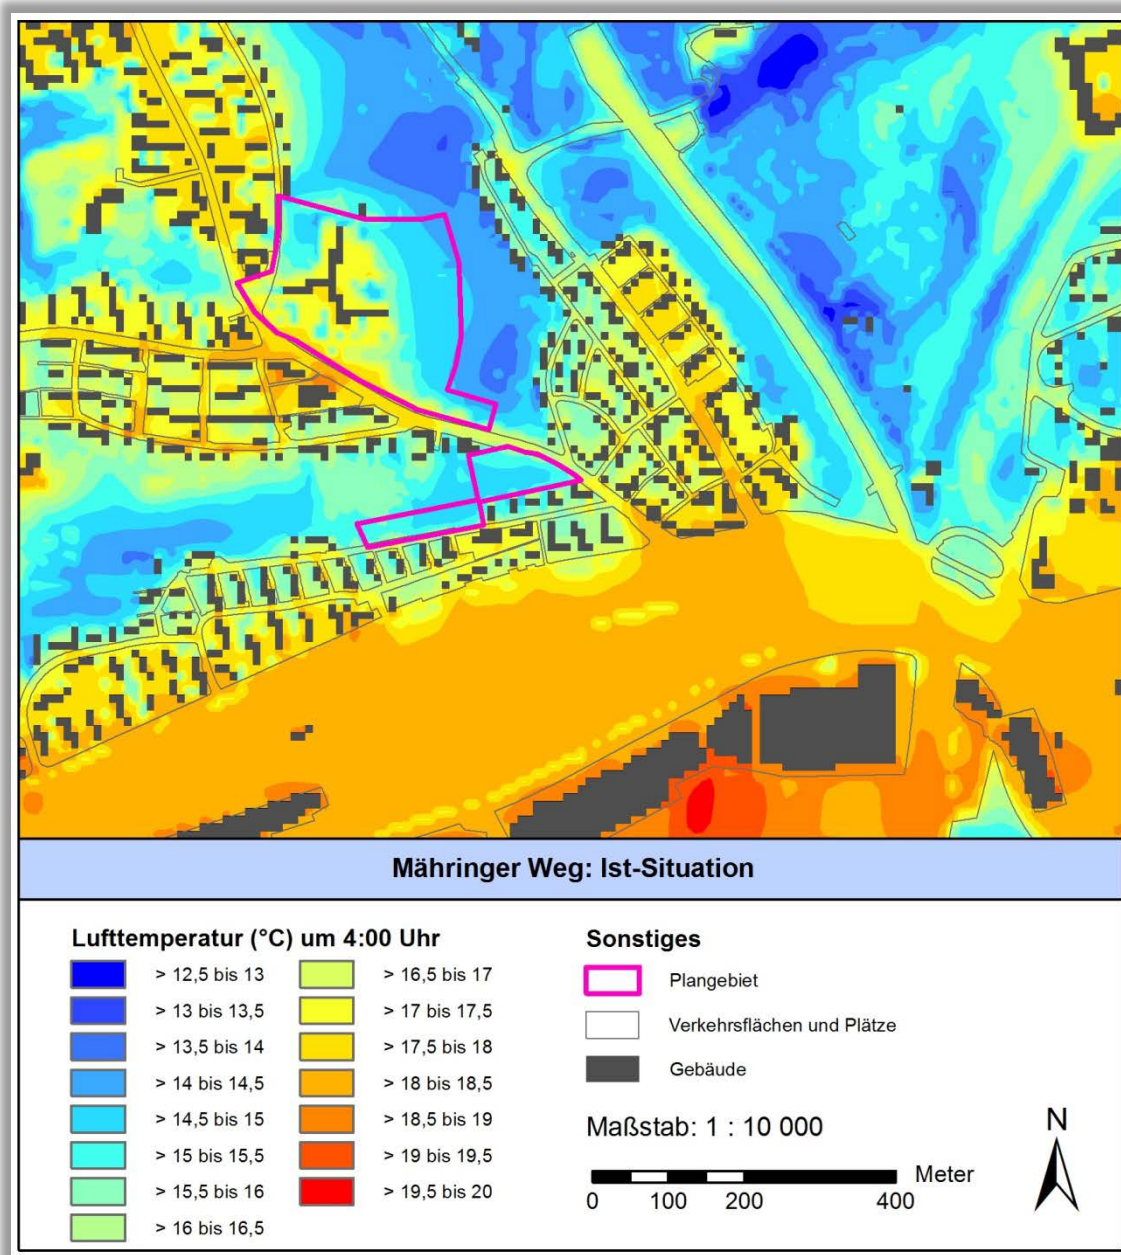 Mähringer Weg: Ist-Situation
Lufttemperatur (°C) um 4:00 Uhr
> 12,5 bis 13
> 13 bis 13,5
> 13,5 bis 14
> 14 bis 14,5
> 14,5 bis 15
> 15 bis 15,5
> 15,5 bis 16
> 16 bis 16,5
> 16,5 bis 17
> 17 bis 17,5
> 17,5 bis 18
> 18 bis 18,5
> 18,5 bis 19
> 19 bis 19,5
> 19,5 bis 20
Sonstiges
Plangebiet
Verkehrsflächen und Plätze
Gebäude
Maßstab: 1 : 10 000
Meter
0 100 200 400
N